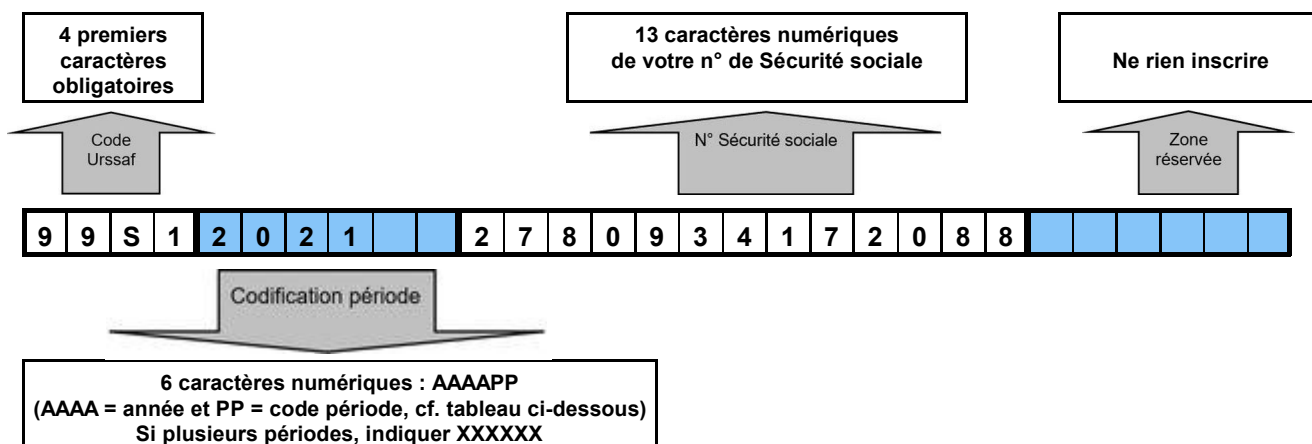 4 premiers
caractères
obligatoires
13 caractères numériques
de votre n° de Sécurité sociale
Ne rien inscrire
Code
Urssaf
N° Sécurité sociale
Zone
réservée
9 9 S 1 2 0 2 1 2 7 8 0 9 3 4 1 7 2 0 8 8
Codification période
6 caractères numériques : AAAAPP
(AAAA = année et PP = code période, cf. tableau ci-dessous)
Si plusieurs périodes, indiquer XXXXXX